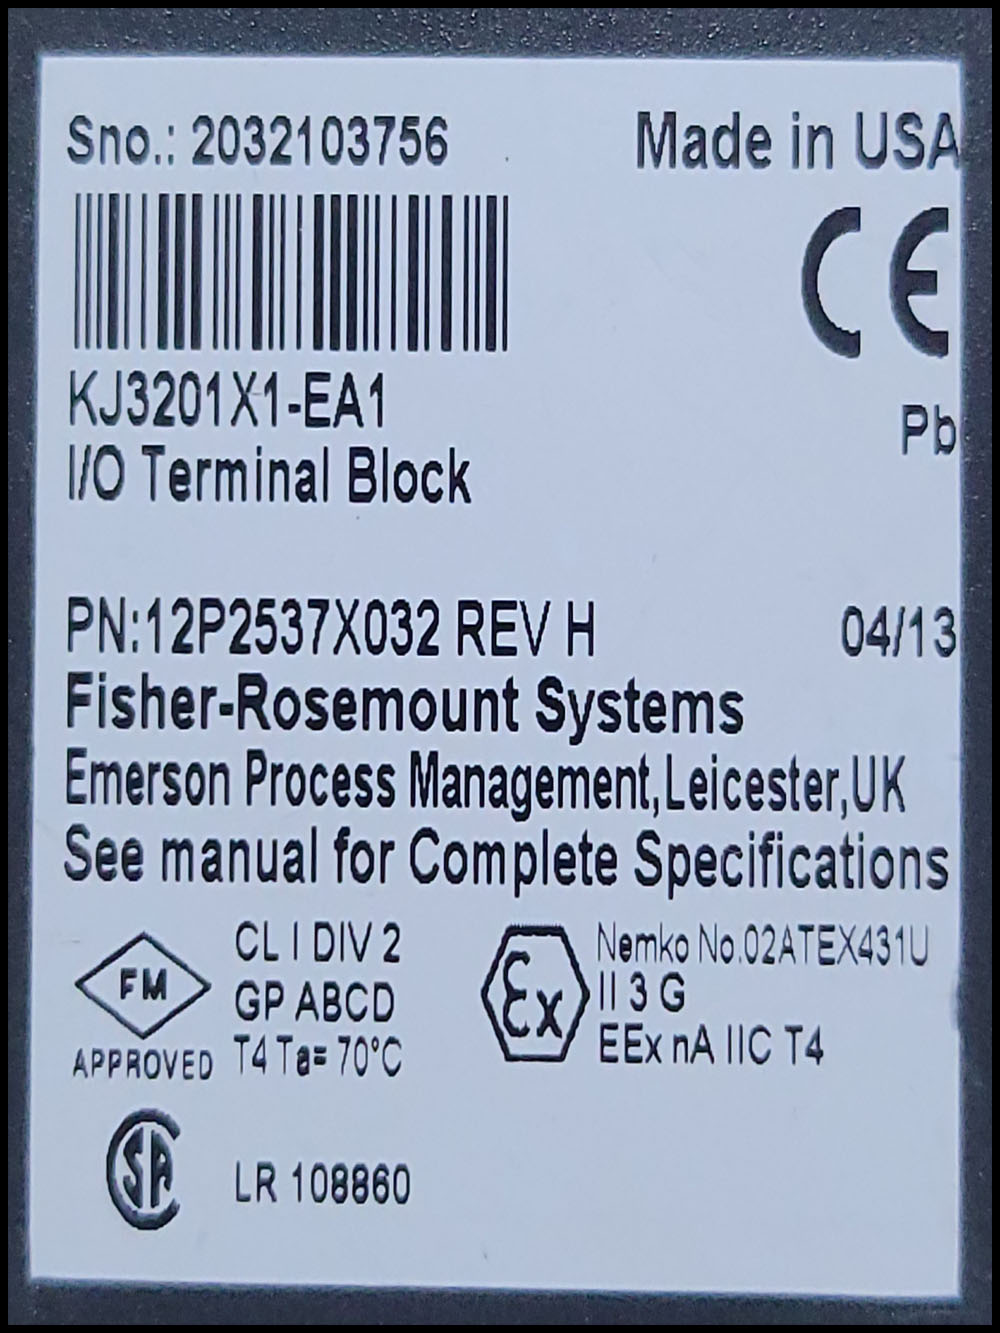 Sno.: 2032103756
Made in USA
CE
KJ3201X1-EA1
Pb
I/O Terminal Block
PN:12P2537X032 REV H 04/13
Fisher-Rosemount Systems
Emerson Process Management,Leicester,UK
See manual for Complete Specifications
FM
APPROVED
CL I DIV 2
GP ABCD
T4 Ta= 70°C
Ex
Nemko No.02ATEX431U
II 3 G
EEx nA IIC T4
CSA
LR 108860